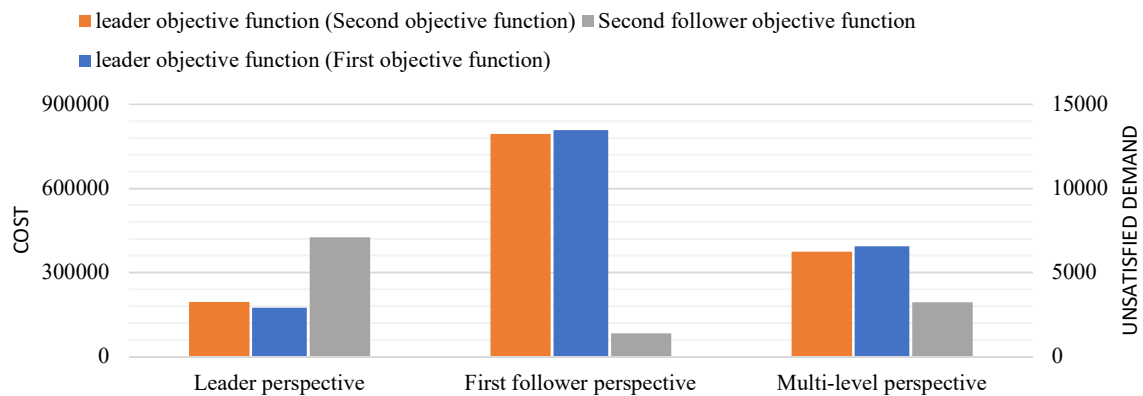 leader objective function (Second objective function) Second follower objective function
leader objective function (First objective function)
900000 15000
600000 10000
300000 5000
0 0
COST
UNSATISFIED DEMAND
Leader perspective First follower perspective Multi-level perspective